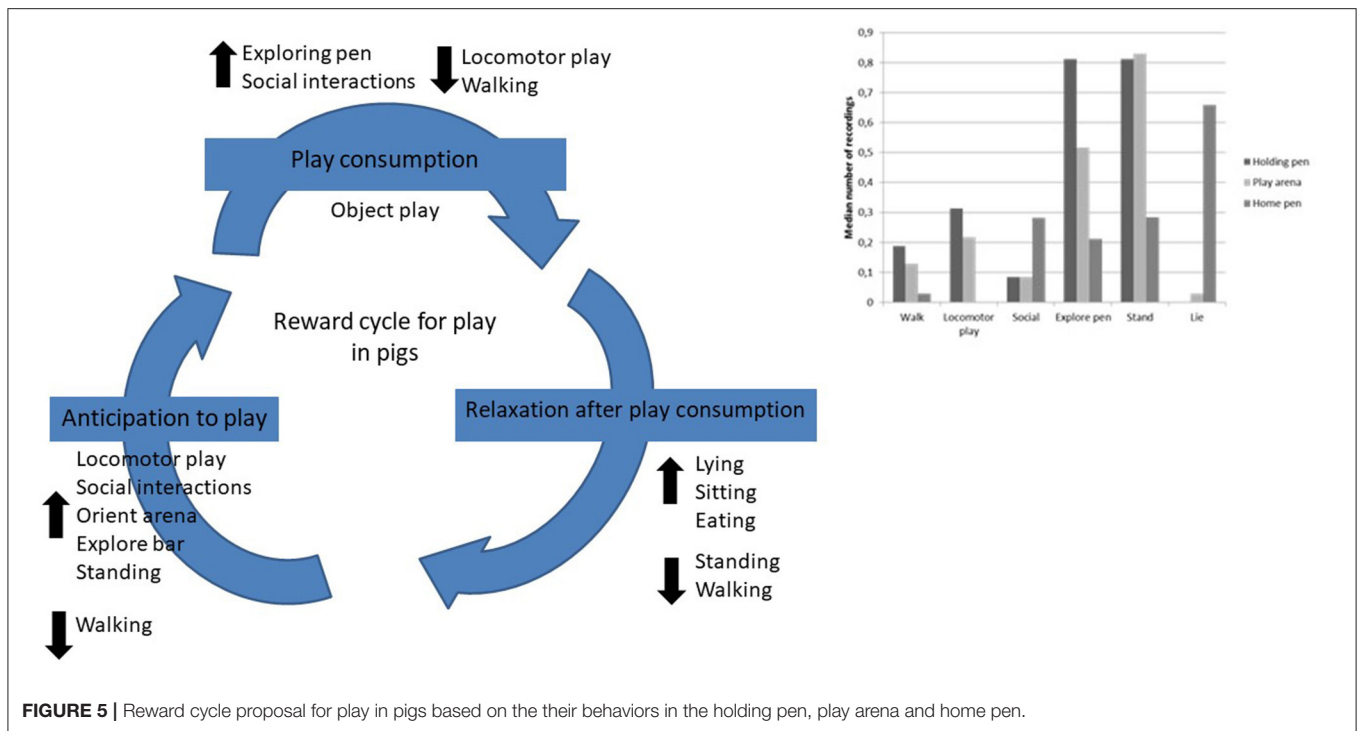 Exploring pen
Social interactions
Locomotor play
Walking
Play consumption
Object play
Reward cycle for play
in pigs
Anticipation to play
Locomotor play
Social interactions
Orient arena
Explore bar
Standing
Walking
Relaxation after play consumption
Lying
Sitting
Eating
Standing
Walking
0,9
0,8
0,7
0,6
0,5
0,4
0,3
0,2
0,1
0
Median number of recordings
Walk
Locomotor
play
Social
Explore pen
Stand
Lie
Holding pen
Play arena
Home pen
FIGURE 5 | Reward cycle proposal for play in pigs based on the their behaviors in the holding pen, play arena and home pen.